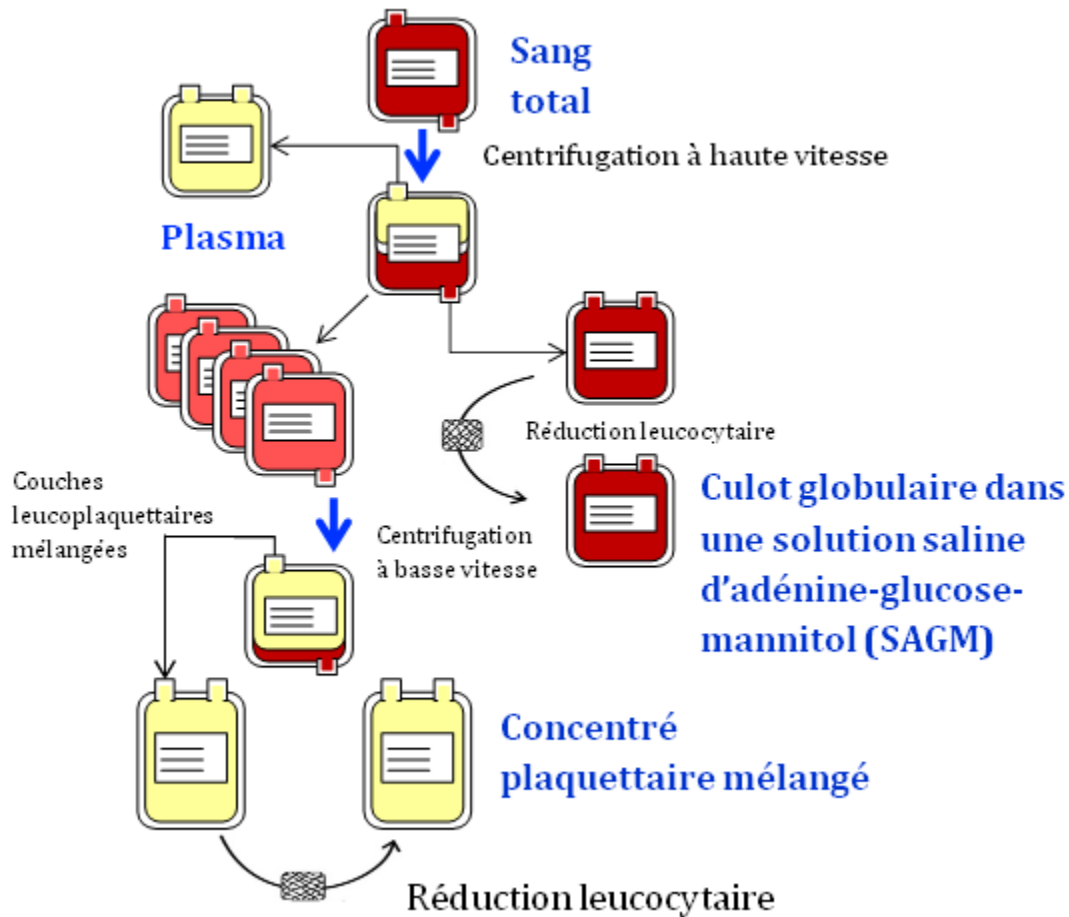 Sang
total
Centrifugation à haute vitesse
Plasma
Réduction leucocytaire
Couches
leucoplaquettaires
mélangées
Centrifugation
à basse vitesse
Culot globulaire dans
une solution saline
d'adénine-glucose-
mannitol (SAGM)
Concentré
plaquettaire mélangé
Réduction leucocytaire